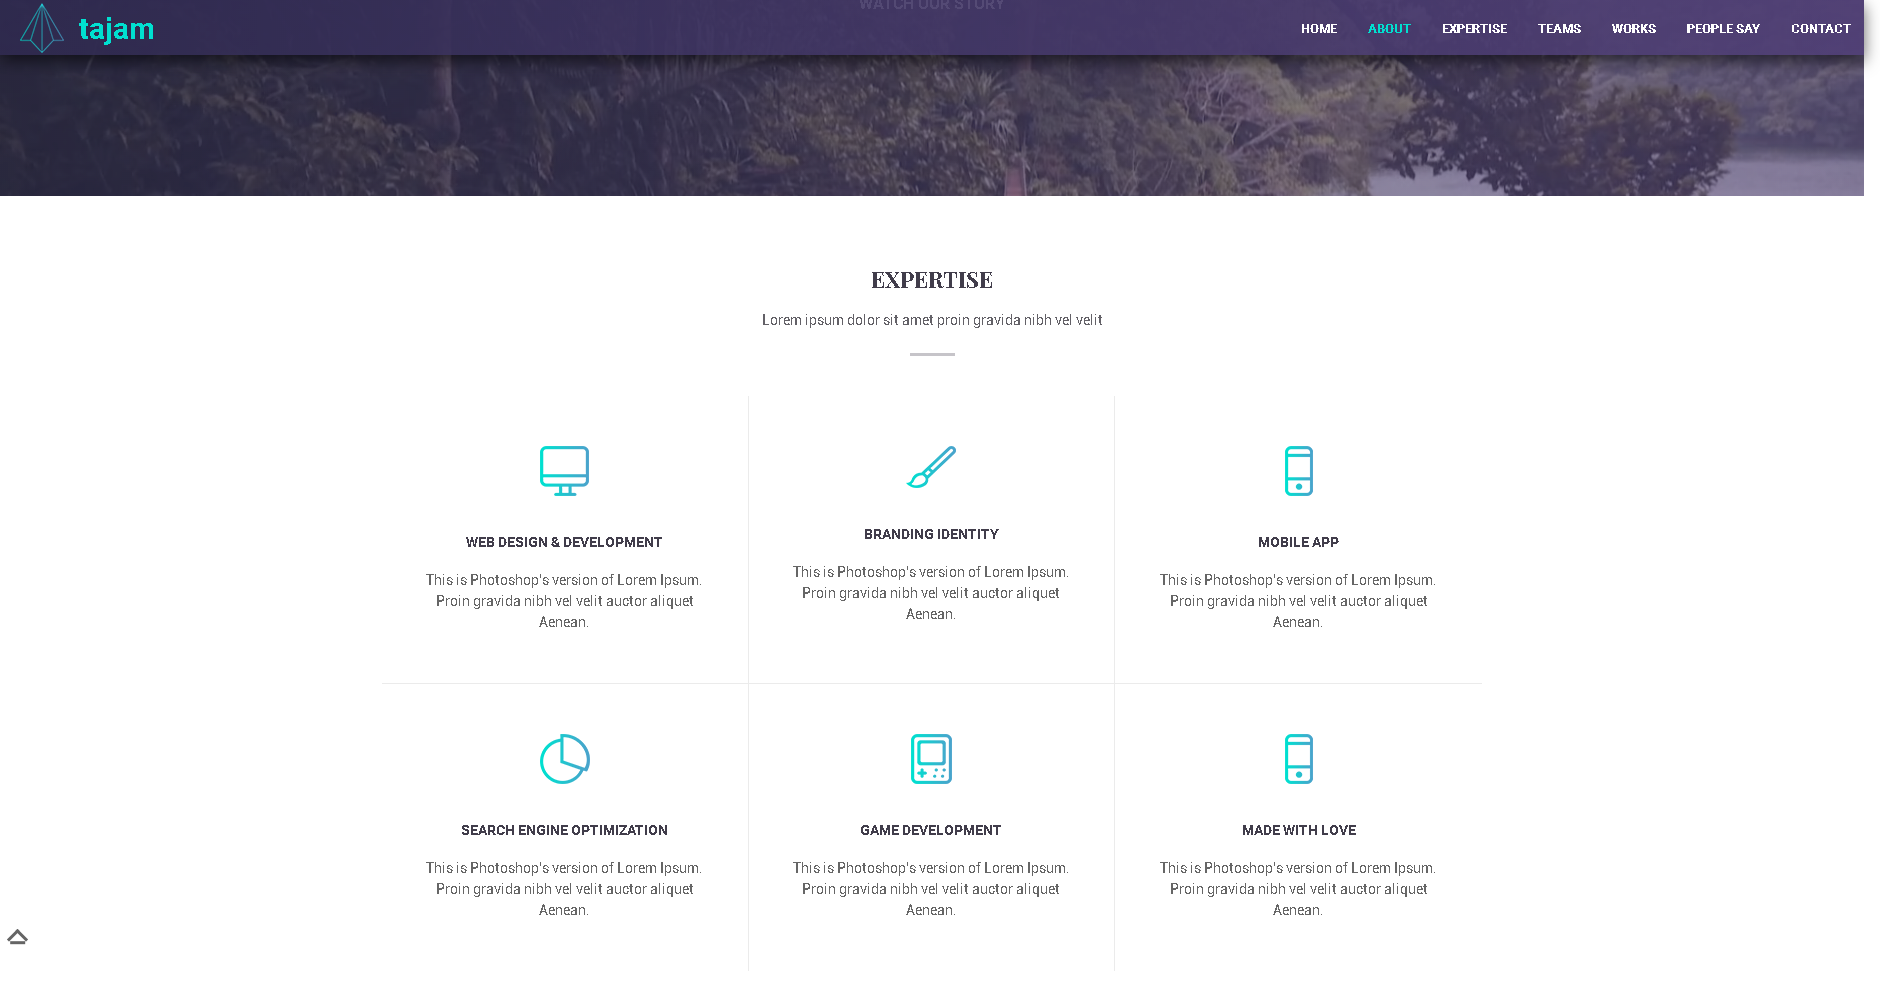 WATCH OUR STORY
tajam
HOME ABOUT EXPERTISE TEAMS WORKS PEOPLE SAY CONTACT
EXPERTISE
Lorem ipsum dolor sit amet proin gravida nibh vel velit
WEB DESIGN & DEVELOPMENT
This is Photoshop's version of Lorem Ipsum.
Proin gravida nibh vel velit auctor aliquet
Aenean.
BRANDING IDENTITY
This is Photoshop's version of Lorem Ipsum.
Proin gravida nibh vel velit auctor aliquet
Aenean.
MOBILE APP
This is Photoshop's version of Lorem Ipsum.
Proin gravida nibh vel velit auctor aliquet
Aenean.
SEARCH ENGINE OPTIMIZATION
This is Photoshop's version of Lorem Ipsum.
Proin gravida nibh vel velit auctor aliquet
Aenean.
GAME DEVELOPMENT
This is Photoshop's version of Lorem Ipsum.
Proin gravida nibh vel velit auctor aliquet
Aenean.
MADE WITH LOVE
This is Photoshop's version of Lorem Ipsum.
Proin gravida nibh vel velit auctor aliquet
Aenean.